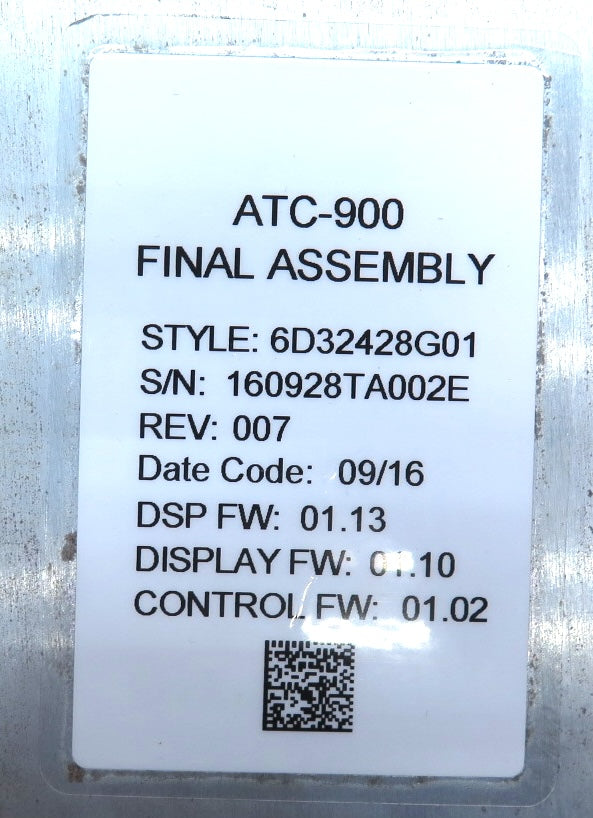 ATC-900
FINAL ASSEMBLY
STYLE: 6D32428G01
S/N: 160928TA002E
REV: 007
Date Code: 09/16
DSP FW: 01.13
DISPLAY FW: 01.10
CONTROL FW: 01.02